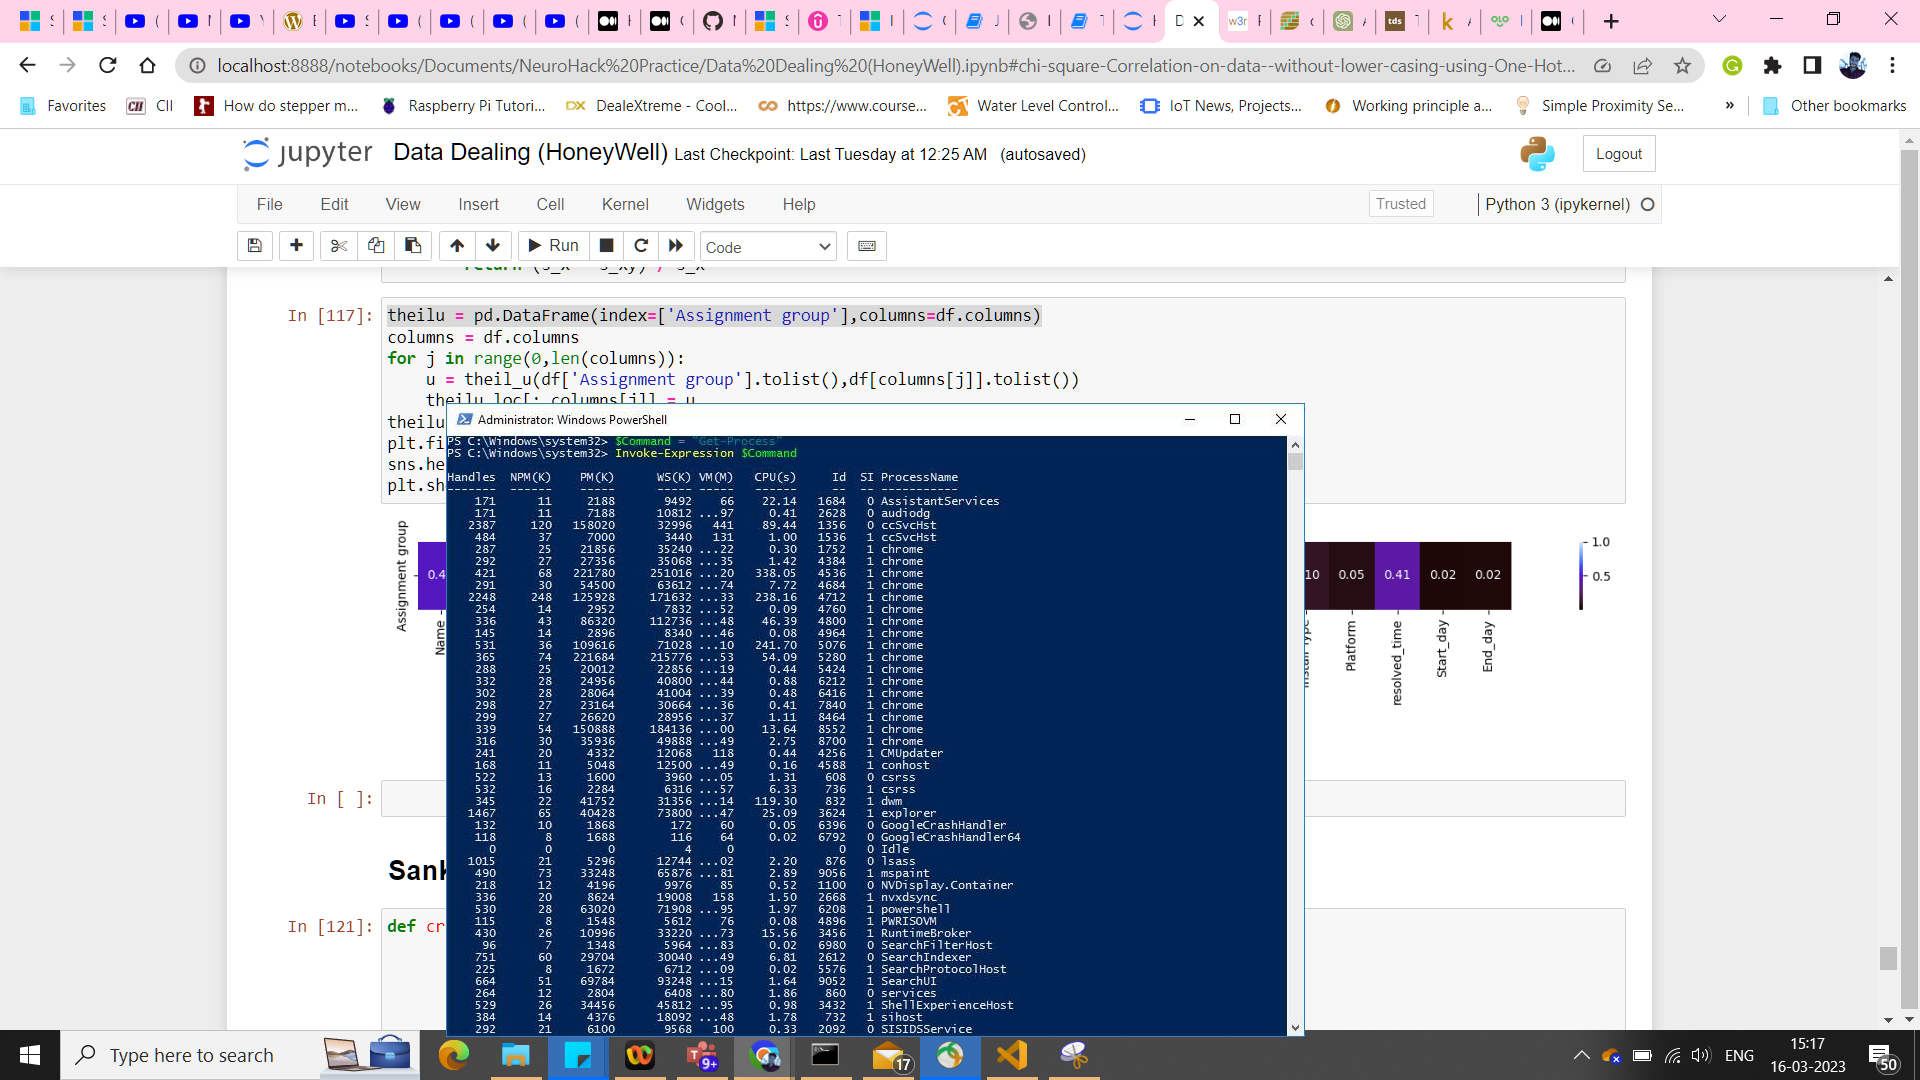 localhost:8888/notebooks/Documents/NeuroHack%20Practice/Data%20Dealing%20(HoneyWell).ipynb#chi-square-Correlation-on-data--without-lower-casing-using-One-Hot...
Favorites CII How do stepper m... Raspberry Pi Tutori... DealeXtreme - Cool... https://www.course... Water Level Control... IoT News, Projects... Working principle a... Simple Proximity Se... » Other bookmarks
jupyter Data Dealing (HoneyWell) Last Checkpoint: Last Tuesday at 12:25 AM (autosaved) Logout
File Edit View Insert Cell Kernel Widgets Help Trusted Python 3 (ipykernel)
Run Code
In [117]: theilu = pd.DataFrame(index=['Assignment group'],columns=df.columns)
columns = df.columns
for j in range(0,len(columns)):
u = theil_u(df['Assignment group'].tolist(),df[columns[j]].tolist())
theilu.loc[:,columns[j]] = u
theilu
plt.fi
sns.he
plt.sh
Administrator: Windows PowerShell
PS C:\Windows\system32> $Command = "Get-Process"
PS C:\Windows\system32> Invoke-Expression $Command
Handles NPM(K) PM(K) WS(K) VM(M) CPU(s) Id SI ProcessName
------- ------ ----- ----- ----- ------ -- -- -----------
171 11 2188 9492 66 22.14 1684 0 AssistantServices
171 11 7188 10812 ...97 0.41 2628 0 audiodg
2387 120 158020 32996 441 89.44 1356 0 ccSvcHst
484 37 7000 3440 131 1.00 1536 1 ccSvcHst
287 25 21856 35240 ...22 0.30 1752 1 chrome
292 27 27356 35068 ...35 1.42 4384 1 chrome
421 68 221780 251016 ...20 338.05 4536 1 chrome
291 30 54500 63612 ...74 7.72 4684 1 chrome
2248 248 125928 171632 ...33 238.16 4712 1 chrome
254 14 2952 7832 ...52 0.09 4760 1 chrome
336 43 86320 112736 ...48 46.39 4800 1 chrome
145 14 2896 8340 ...46 0.08 4964 1 chrome
531 36 109616 71028 ...10 241.70 5076 1 chrome
365 74 221684 215776 ...53 54.09 5280 1 chrome
288 25 20012 22856 ...19 0.44 5424 1 chrome
332 28 24956 40800 ...44 0.88 6212 1 chrome
302 28 28064 41004 ...39 0.48 6416 1 chrome
298 27 23164 30664 ...36 0.41 7840 1 chrome
299 27 26620 28956 ...37 1.11 8464 1 chrome
339 54 150888 184136 ...00 13.64 8552 1 chrome
316 30 35936 49888 ...49 2.75 8700 1 chrome
241 20 4332 12068 118 0.44 4256 1 CMUpdater
168 11 5048 12500 ...49 0.16 4588 1 conhost
522 13 1600 3960 ...05 1.31 608 0 csrss
532 16 2284 6316 ...57 6.33 736 1 csrss
345 22 41752 31356 ...14 119.30 832 1 dwm
1467 65 40428 73800 ...47 25.09 3624 1 explorer
132 10 1868 172 60 0.05 6396 0 GoogleCrashHandler
118 8 1688 116 64 0.02 6792 0 GoogleCrashHandler64
0 0 0 4 0 0 0 Idle
1015 21 5296 12744 ...02 2.20 876 0 lsass
490 73 33248 65876 ...81 2.89 9056 1 mspaint
218 12 4196 9976 85 0.52 1100 0 NVDisplay.Container
336 20 8624 19008 158 1.50 2668 1 nvxdsync
530 28 63020 71908 ...95 1.97 6208 1 powershell
115 8 1548 5612 76 0.08 4896 1 PWRISOVM
430 26 10996 33220 ...73 15.56 3456 1 RuntimeBroker
96 7 1348 5964 ...83 0.02 6980 0 SearchFilterHost
751 60 29704 30040 ...49 6.81 2612 0 SearchIndexer
225 8 1672 6712 ...09 0.02 5576 1 SearchProtocolHost
664 51 69784 93248 ...15 1.64 9052 1 SearchUI
264 12 2804 6408 ...80 1.86 860 0 services
529 26 34456 45812 ...95 0.98 3432 1 ShellExperienceHost
384 14 4376 18092 ...48 1.78 732 1 sihost
292 21 6100 9568 100 0.33 2092 0 SISIDSService
Assignment group
0.4
Name
10 0.05 0.41 0.02 0.02
Platform
resolved_time
Start_day
End_day
1.0
0.5
In [ ]:
Sank
In [121]: def cr
Type here to search
9+
17
ENG
15:17
16-03-2023
50